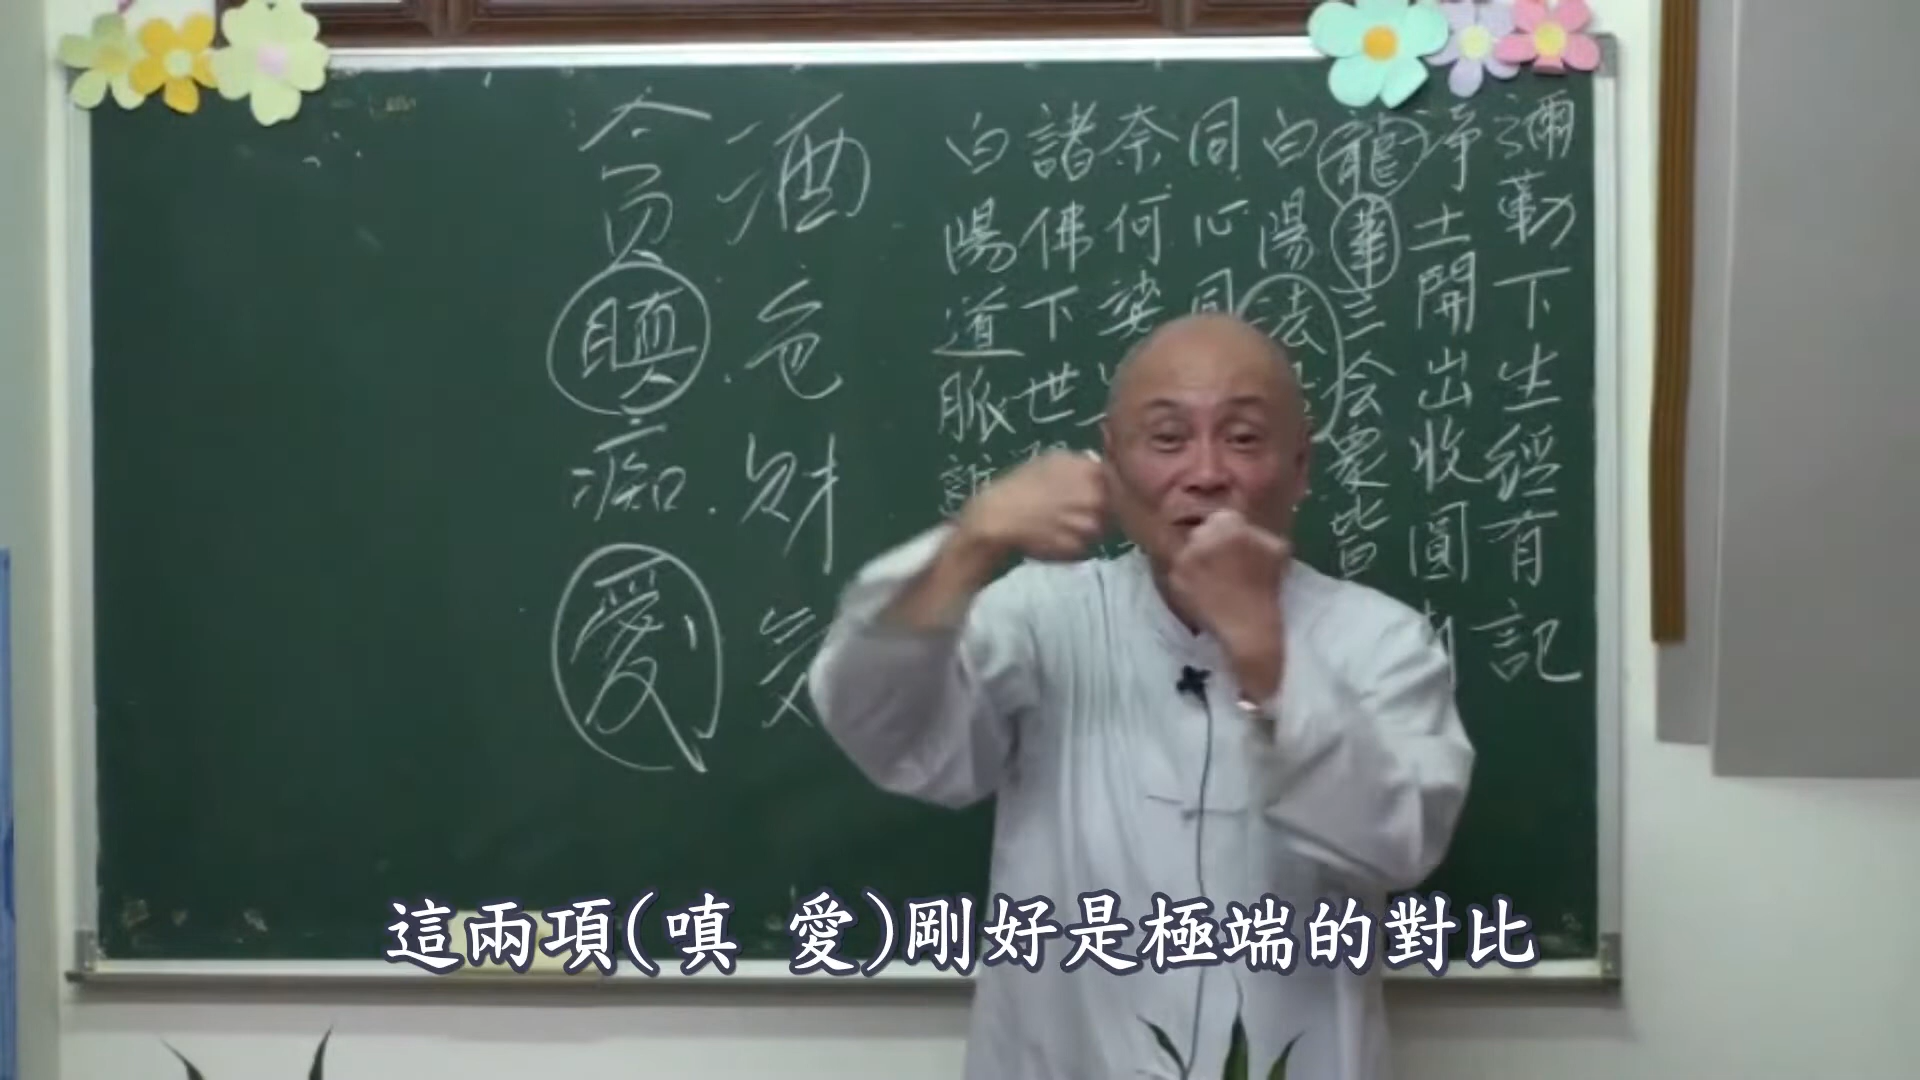 彌勒下生經有記
淨土開出收圓
龍華三會眾皆
白陽法
同心同
奈何娑
諸佛下世
白陽道脈
酒色財氣
貪瞋痴愛
這兩項(嗔 愛)剛好是極端的對比